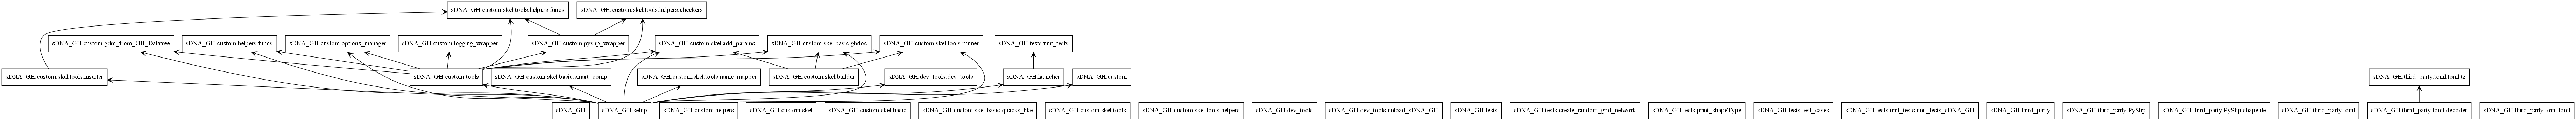 sDNA_GH.custom.skel.tools.helpers.funcs
sDNA_GH.custom.skel.tools.helpers.checkers
sDNA_GH.custom.gdm_from_GH_Datatree
sDNA_GH.custom.helpers.funcs
sDNA_GH.custom.options_manager
sDNA_GH.custom.logging_wrapper
sDNA_GH.custom.pyshp_wrapper
sDNA_GH.custom.skel.add_params
sDNA_GH.custom.skel.basic.ghdoc
sDNA_GH.custom.skel.tools.runner
sDNA_GH.tests.unit_tests
sDNA_GH.custom.skel.tools.inserter
sDNA_GH.custom.tools
sDNA_GH.custom.skel.basic.smart_comp
sDNA_GH.custom.skel.tools.name_mapper
sDNA_GH.custom.skel.builder
sDNA_GH.dev_tools.dev_tools
sDNA_GH.launcher
sDNA_GH.custom
sDNA_GH.third_party.toml.toml.tz
sDNA_GH
sDNA_GH.setup
sDNA_GH.custom.helpers
sDNA_GH.custom.skel
sDNA_GH.custom.skel.basic
sDNA_GH.custom.skel.basic.quacks_like
sDNA_GH.custom.skel.tools
sDNA_GH.custom.skel.tools.helpers
sDNA_GH.dev_tools
sDNA_GH.dev_tools.unload_sDNA_GH
sDNA_GH.tests
sDNA_GH.tests.create_random_grid_network
sDNA_GH.tests.print_shapeType
sDNA_GH.tests.test_cases
sDNA_GH.tests.unit_tests.unit_tests_sDNA_GH
sDNA_GH.third_party
sDNA_GH.third_party.PyShp
sDNA_GH.third_party.PyShp.shapefile
sDNA_GH.third_party.toml
sDNA_GH.third_party.toml.decoder
sDNA_GH.third_party.toml.toml